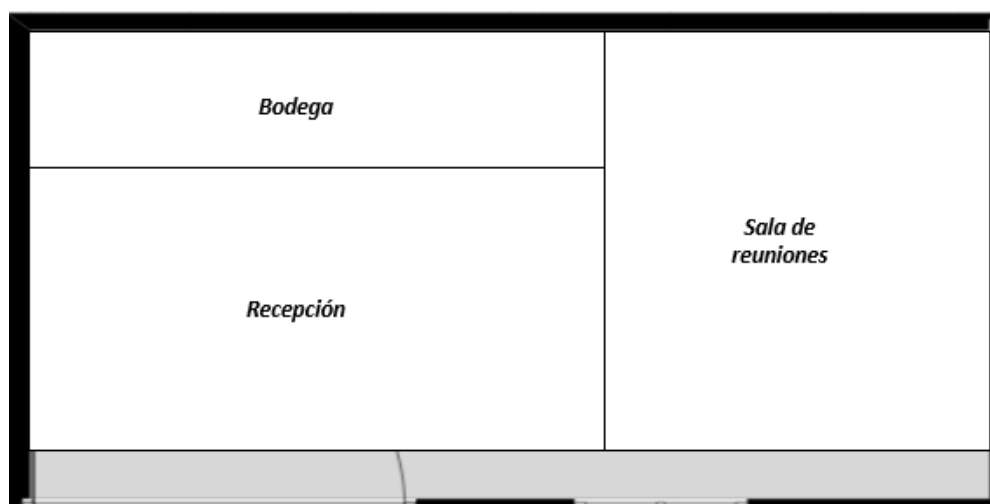 Bodega
Sala de
reuniones
Recepción